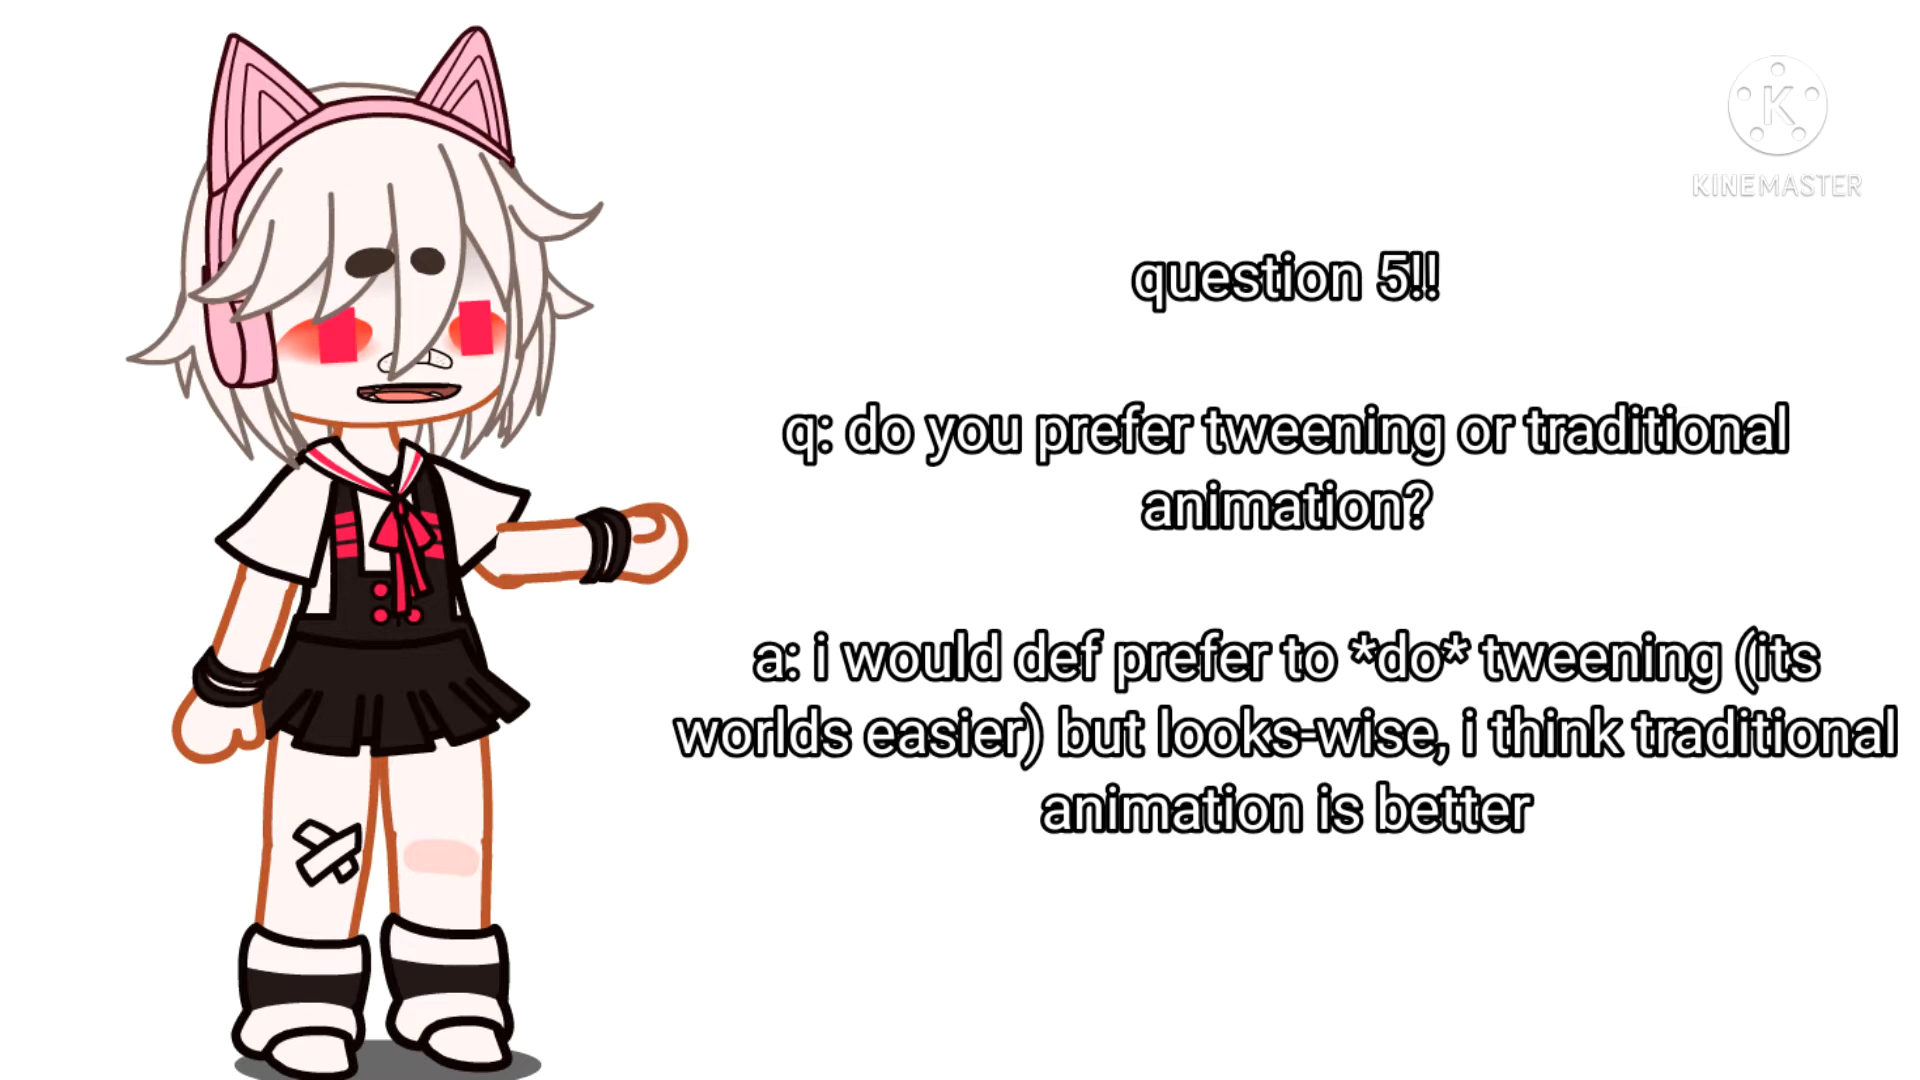 K
KINEMASTER
question 5!!
q: do you prefer tweening or traditional
animation?
a: i would def prefer to *do* tweening (its
worlds easier) but looks-wise, i think traditional
animation is better